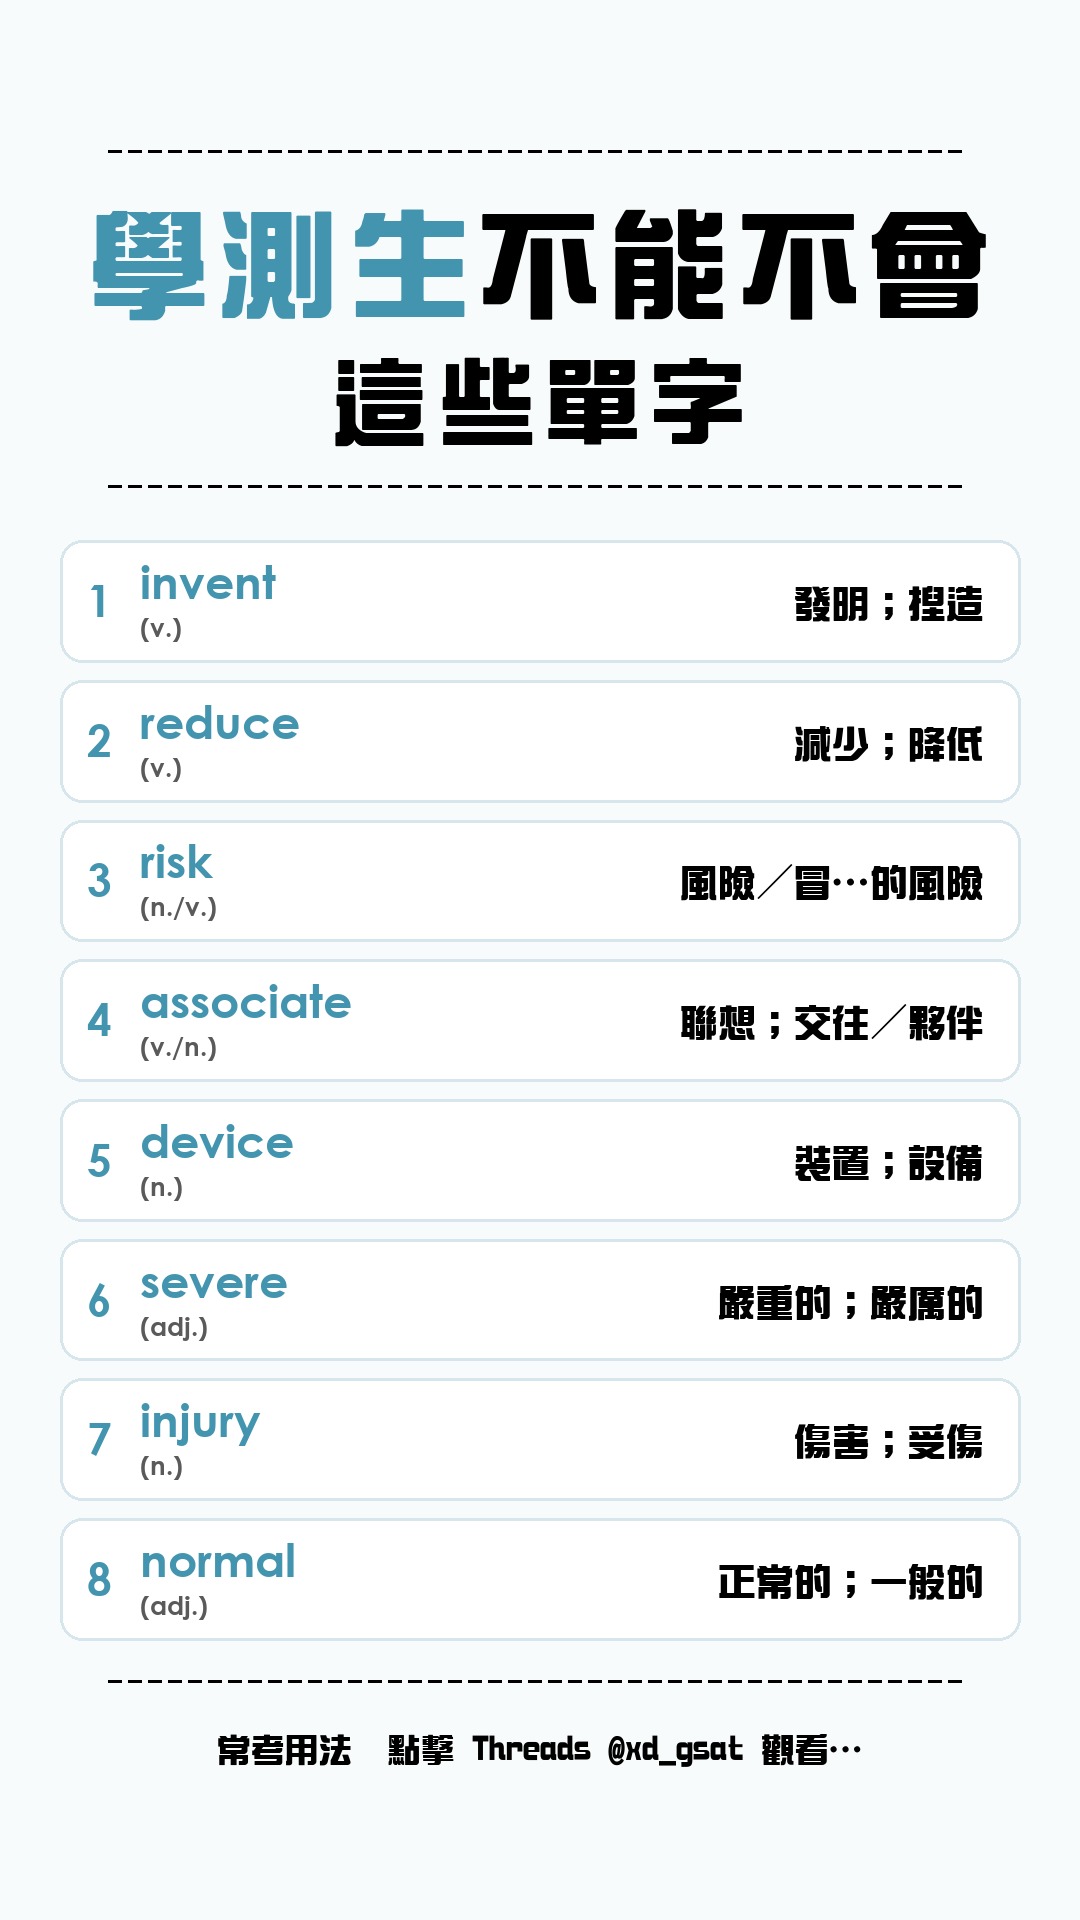 學測生不能不會
這些單字
1 invent 發明；捏造
(v.)
2 reduce 減少；降低
(v.)
3 risk 風險／冒…的風險
(n./v.)
4 associate 聯想；交往／夥伴
(v./n.)
5 device 裝置；設備
(n.)
6 severe 嚴重的；嚴厲的
(adj.)
7 injury 傷害；受傷
(n.)
8 normal 正常的；一般的
(adj.)
常考用法　點擊 Threads @xd_gsat 觀看…